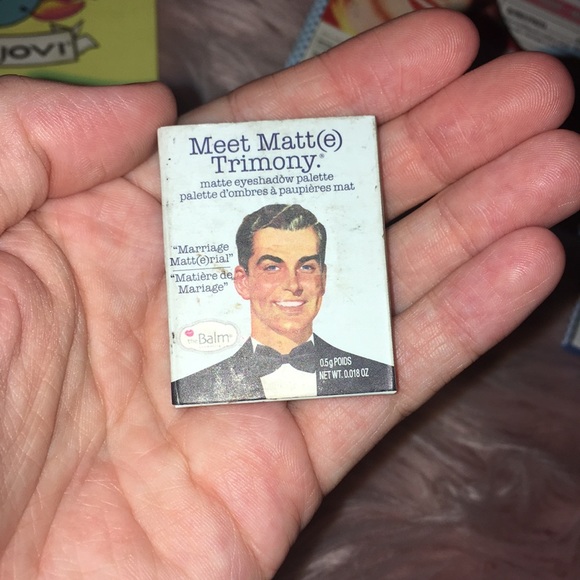 JOVI
Meet Matt(e)
Trimony.®
matte eyeshadow palette
palette d'ombres à paupières mat
"Marriage
Matt(e)rial"
"Matière de
Mariage"
theBalm®
0.5g POIDS
NET WT. 0.018 OZ